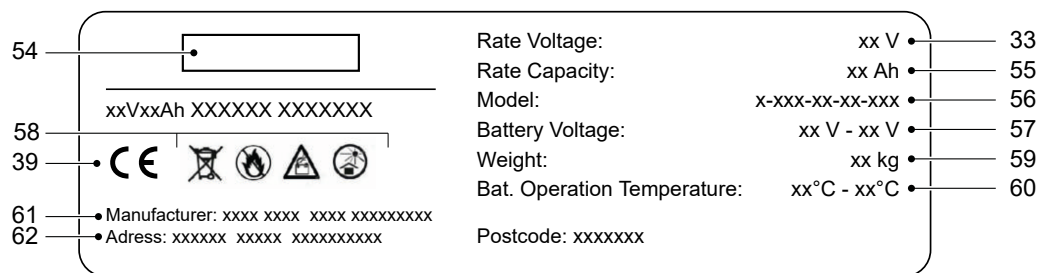 54
xxVxxAh XXXXXX XXXXXXX
58
39 CE
61 Manufacturer: xxxx xxxx xxxx xxxxxxxxx
62 Adress: xxxxxx xxxxx xxxxxxxxxx
Rate Voltage: xx V 33
Rate Capacity: xx Ah 55
Model: x-xxx-xx-xx-xxx 56
Battery Voltage: xx V - xx V 57
Weight: xx kg 59
Bat. Operation Temperature: xx°C - xx°C 60
Postcode: xxxxxxx